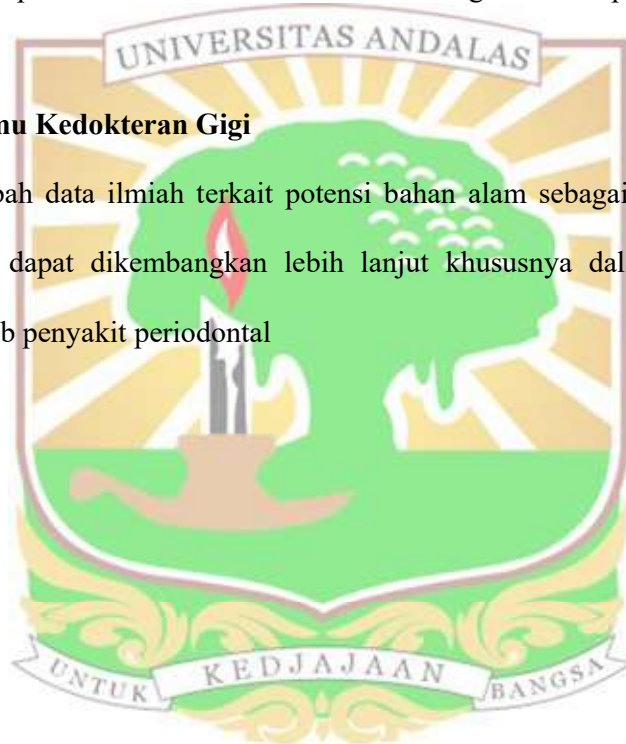 UNIVERSITAS ANDALAS
mu Kedokteran Gigi
bah data ilmiah terkait potensi bahan alam sebagai
dapat dikembangkan lebih lanjut khususnya dal
b penyakit periodontal
UNTUK KEDJAJAAN BANGSA